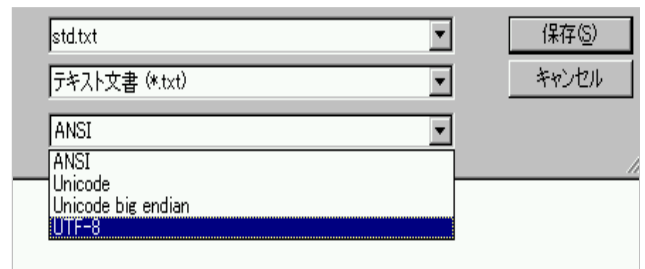 std.txt
保存(S)
テキスト文書 (*.txt)
キャンセル
ANSI
ANSI
Unicode
Unicode big endian
UTF-8